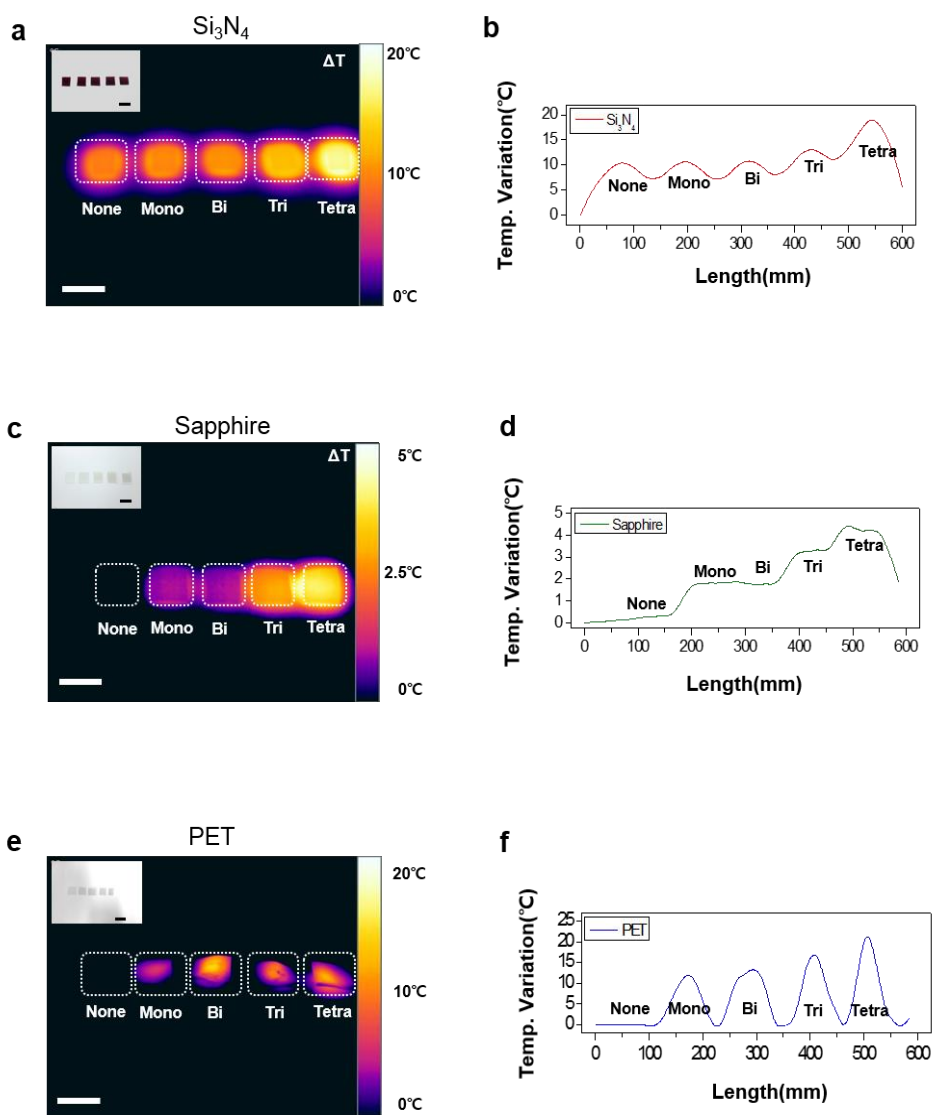 a
Si₃N₄
ΔT
20℃
10℃
0℃
None Mono Bi Tri Tetra
b
Temp. Variation(℃)
20
15
10
5
0
Si₃N₄
None Mono Bi Tri Tetra
0 100 200 300 400 500 600
Length(mm)
c
Sapphire
ΔT
5℃
2.5℃
0℃
None Mono Bi Tri Tetra
d
Temp. Variation(℃)
5
4
3
2
1
0
Sapphire
None Mono Bi Tri Tetra
0 100 200 300 400 500 600
Length(mm)
e
PET
20℃
10℃
0℃
None Mono Bi Tri Tetra
f
Temp. Variation(℃)
25
20
15
10
5
0
PET
None Mono Bi Tri Tetra
0 100 200 300 400 500 600
Length(mm)